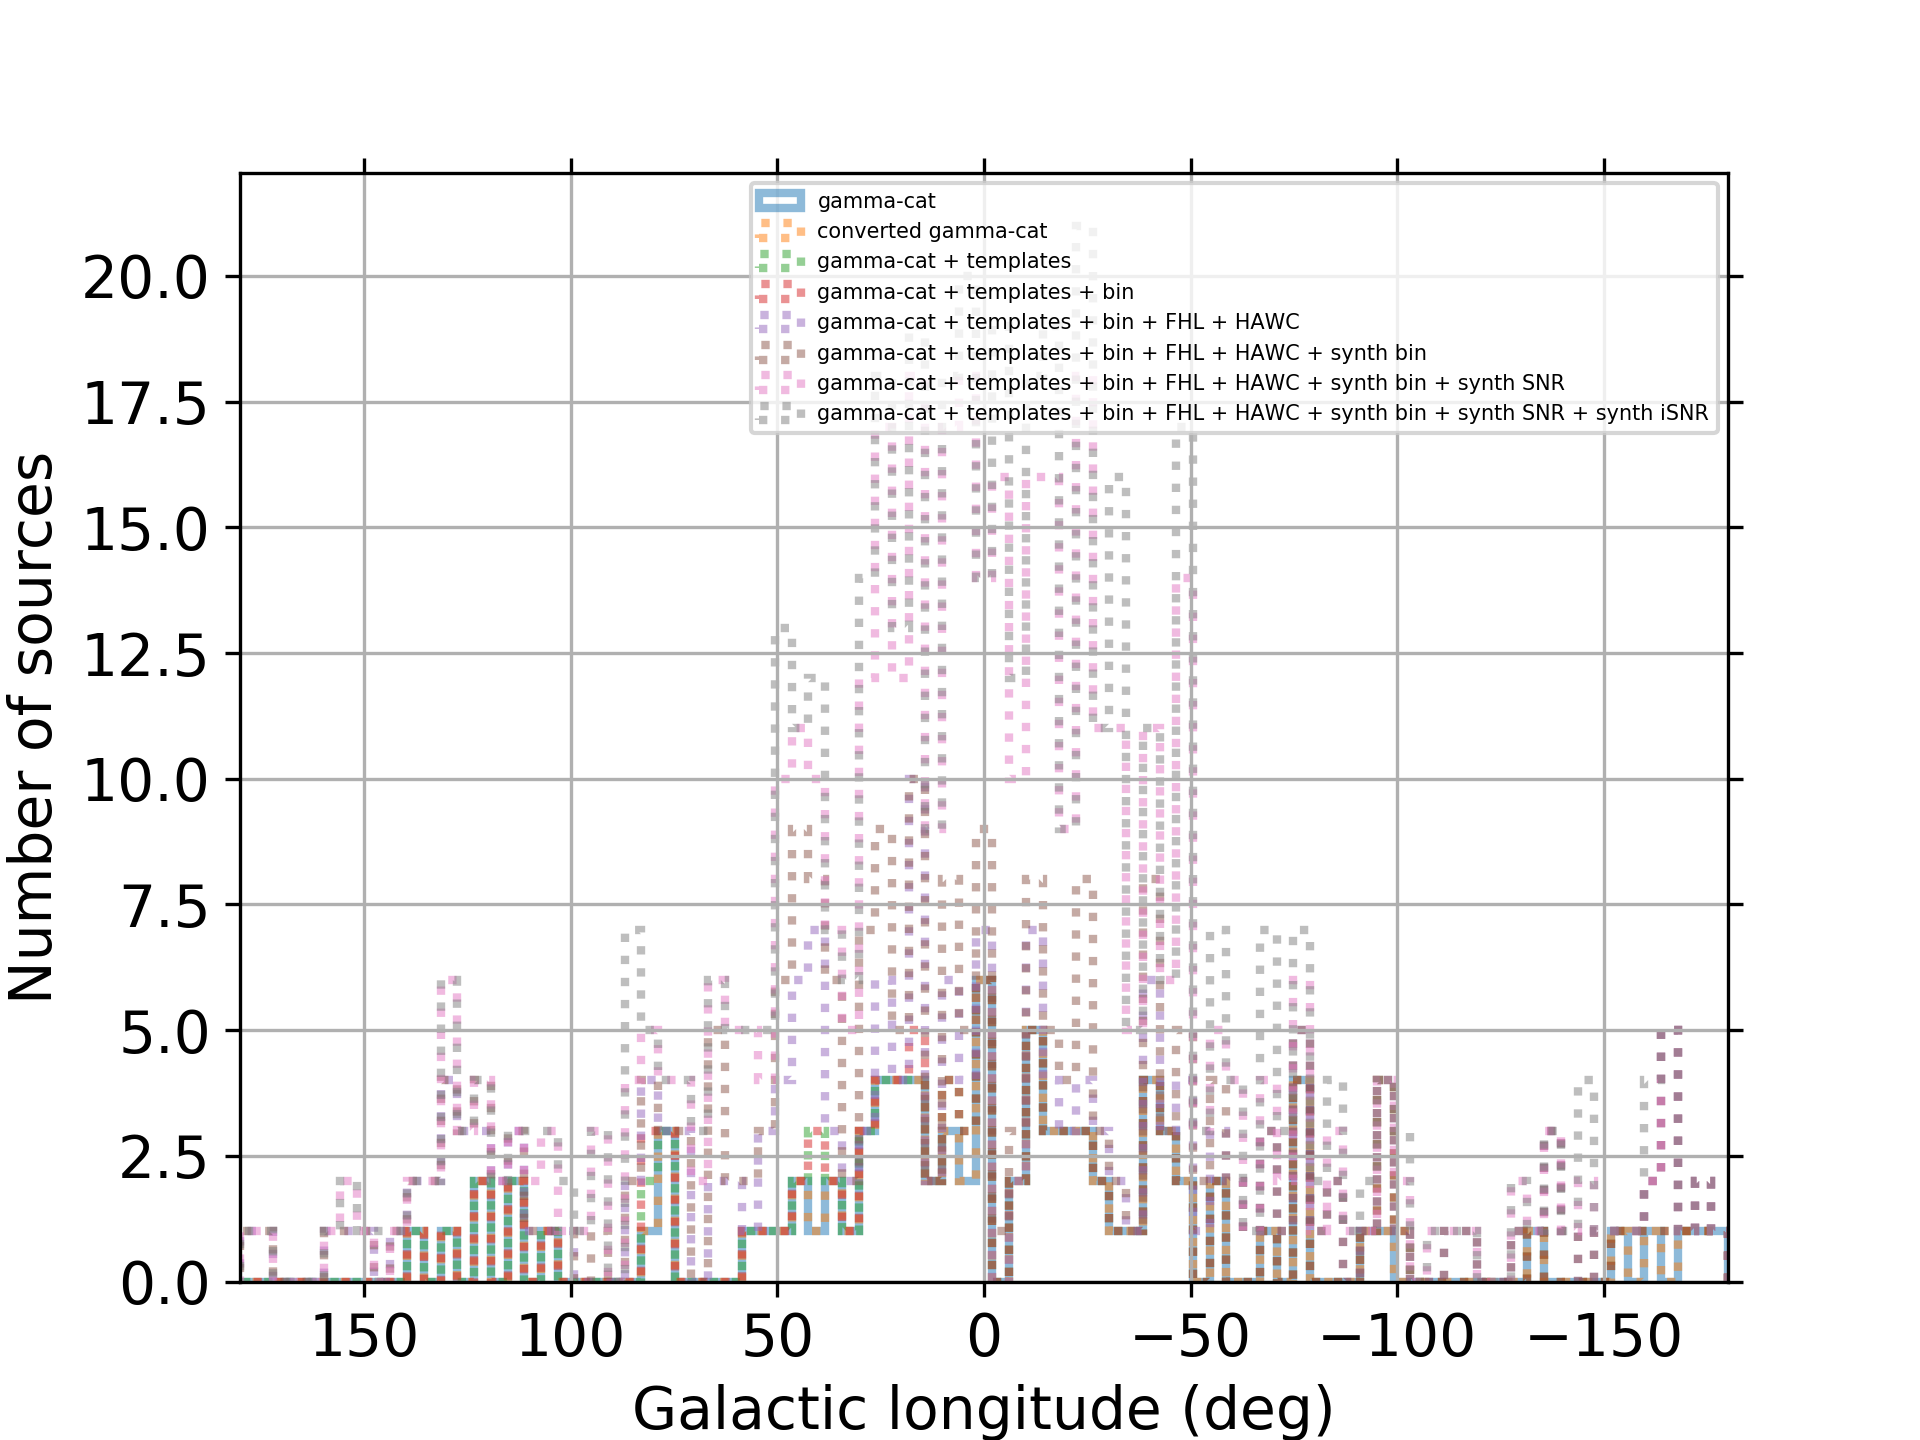 gamma-cat
converted gamma-cat
gamma-cat + templates
gamma-cat + templates + bin
gamma-cat + templates + bin + FHL + HAWC
gamma-cat + templates + bin + FHL + HAWC + synth bin
gamma-cat + templates + bin + FHL + HAWC + synth bin + synth SNR
gamma-cat + templates + bin + FHL + HAWC + synth bin + synth SNR + synth iSNR
20.0
17.5
15.0
12.5
10.0
7.5
5.0
2.5
0.0
Number of sources
150 100 50 0 −50 −100 −150
Galactic longitude (deg)